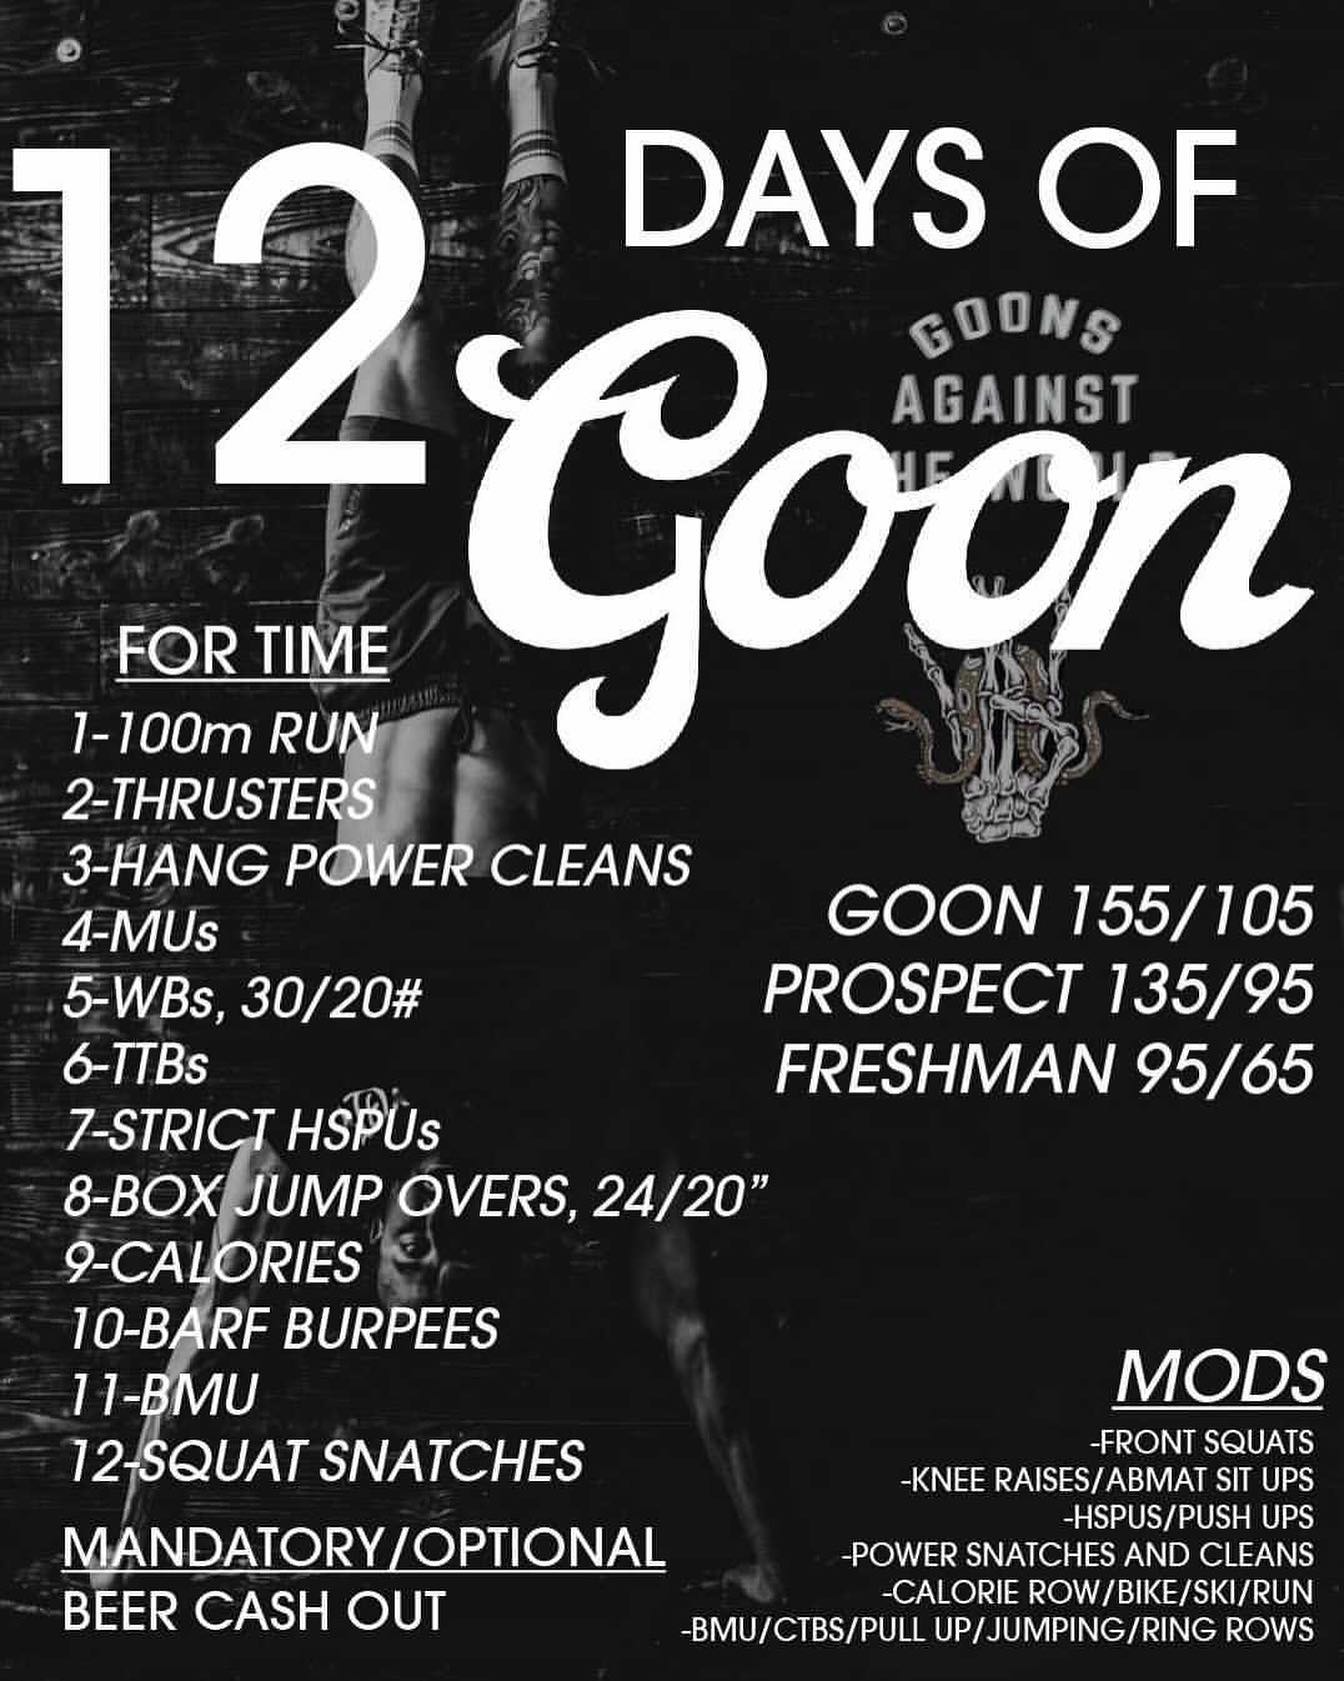 12
DAYS OF
Goon
GOONS
AGAINST
FOR TIME
1-100m RUN
2-THRUSTERS
3-HANG POWER CLEANS
4-MUs
5-WBs, 30/20#
6-TTBs
7-STRICT HSPUs
8-BOX JUMP OVERS, 24/20”
9-CALORIES
10-BARF BURPEES
11-BMU
12-SQUAT SNATCHES
MANDATORY/OPTIONAL
BEER CASH OUT
GOON 155/105
PROSPECT 135/95
FRESHMAN 95/65
MODS
-FRONT SQUATS
-KNEE RAISES/ABMAT SIT UPS
-HSPUS/PUSH UPS
-POWER SNATCHES AND CLEANS
-CALORIE ROW/BIKE/SKI/RUN
-BMU/CTBS/PULL UP/JUMPING/RING ROWS